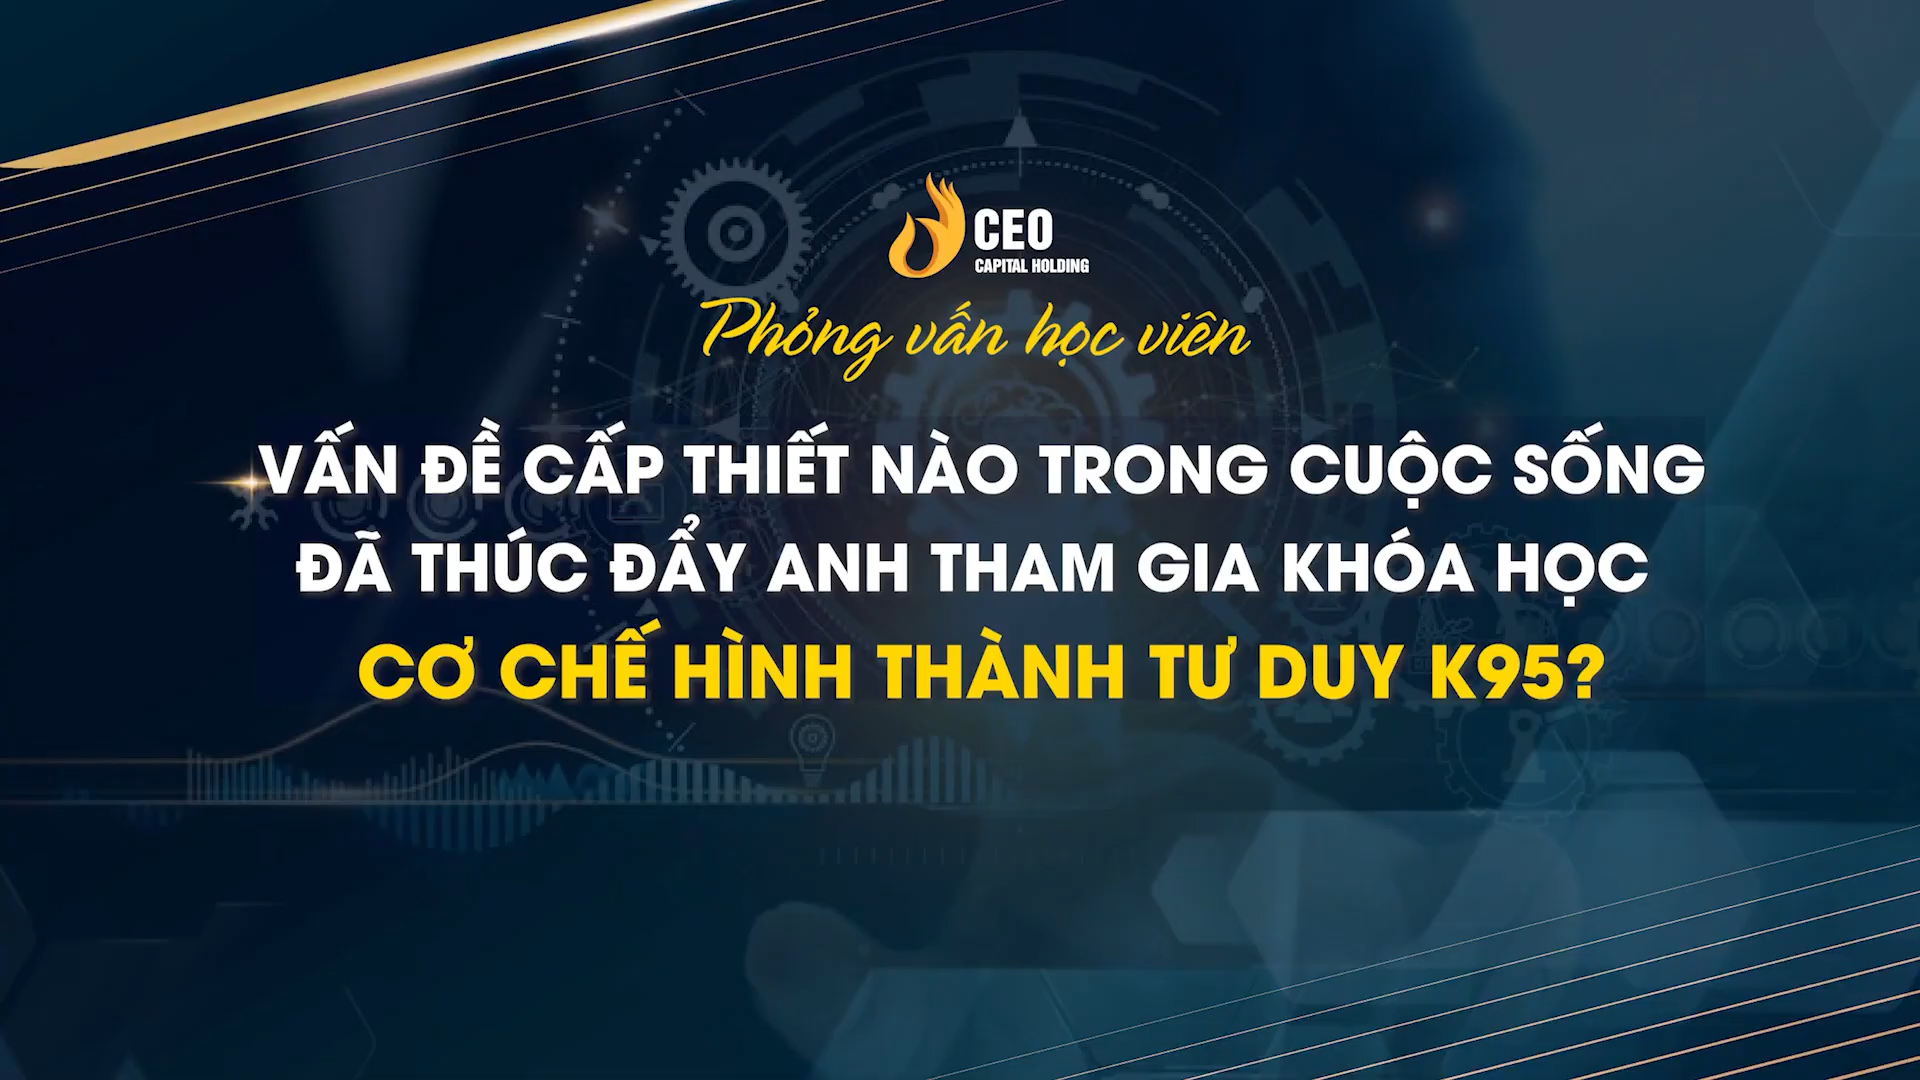 CEO
CAPITAL HOLDING
Phỏng vấn học viên
VẤN ĐỀ CẤP THIẾT NÀO TRONG CUỘC SỐNG
ĐÃ THÚC ĐẨY ANH THAM GIA KHÓA HỌC
CƠ CHẾ HÌNH THÀNH TƯ DUY K95?